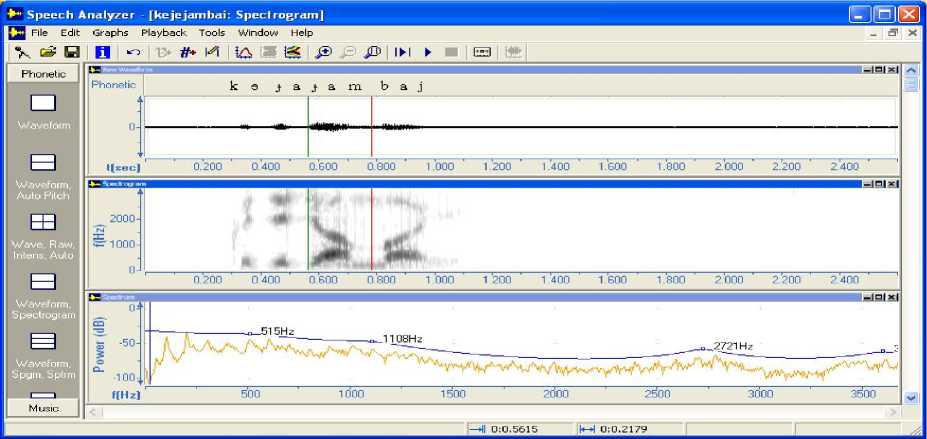 Speech Analyzer - [kejejambai: Spectrogram]
File Edit Graphs Playback Tools Window Help
Phonetic
Waveform
Waveform,
Auto Pitch
Wave, Raw,
Intens, Auto
Waveform,
Spectrogram
Waveform,
Spgm, Sptrm
Music
Raw Waveform
Phonetic k ɘ ɟ a ɟ a m b a j
0
t[sec] 0.200 0.400 0.600 0.800 1.000 1.200 1.400 1.600 1.800 2.000 2.200 2.400
Spectrogram
f(Hz)
2000
1000
0
0.200 0.400 0.600 0.800 1.000 1.200 1.400 1.600 1.800 2.000 2.200 2.400
Spectrum
Power (dB)
0
-50
-100
515Hz
1108Hz
2721Hz
f(Hz) 500 1000 1500 2000 2500 3000 3500
0:0.5615 0:0.2179